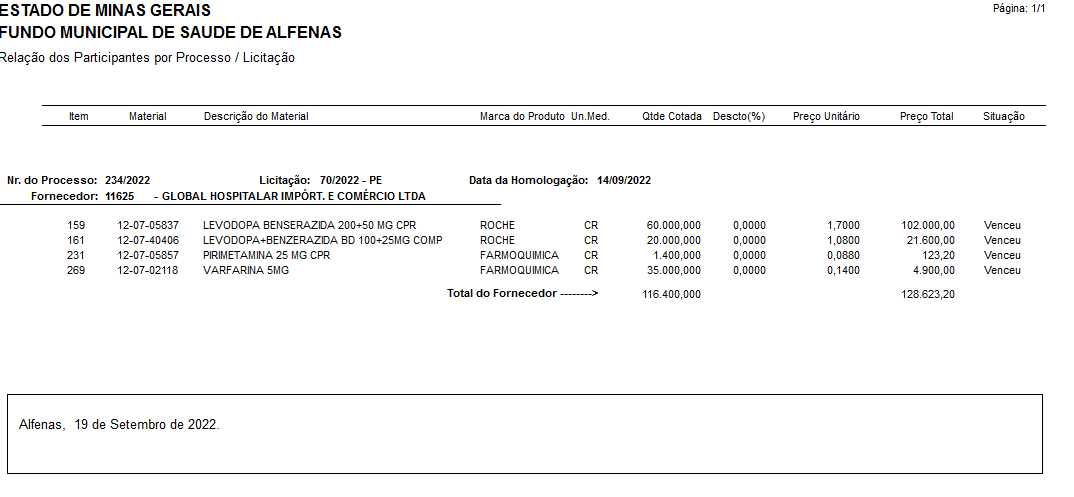 ESTADO DE MINAS GERAIS Página: 1/1
FUNDO MUNICIPAL DE SAUDE DE ALFENAS
Relação dos Participantes por Processo / Licitação
Item Material Descrição do Material Marca do Produto Un.Med. Qtde Cotada Descto(%) Preço Unitário Preço Total Situação
Nr. do Processo: 234/2022 Licitação: 70/2022 - PE Data da Homologação: 14/09/2022
Fornecedor: 11625 - GLOBAL HOSPITALAR IMPÓRT. E COMÉRCIO LTDA
159 12-07-05837 LEVODOPA BENSERAZIDA 200+50 MG CPR ROCHE CR 60.000,000 0,0000 1,7000 102.000,00 Venceu
161 12-07-40406 LEVODOPA+BENZERAZIDA BD 100+25MG COMP ROCHE CR 20.000,000 0,0000 1,0800 21.600,00 Venceu
231 12-07-05857 PIRIMETAMINA 25 MG CPR FARMOQUIMICA CR 1.400,000 0,0000 0,0880 123,20 Venceu
269 12-07-02118 VARFARINA 5MG FARMOQUIMICA CR 35.000,000 0,0000 0,1400 4.900,00 Venceu
Total do Fornecedor --------> 116.400,000 128.623,20
Alfenas, 19 de Setembro de 2022.